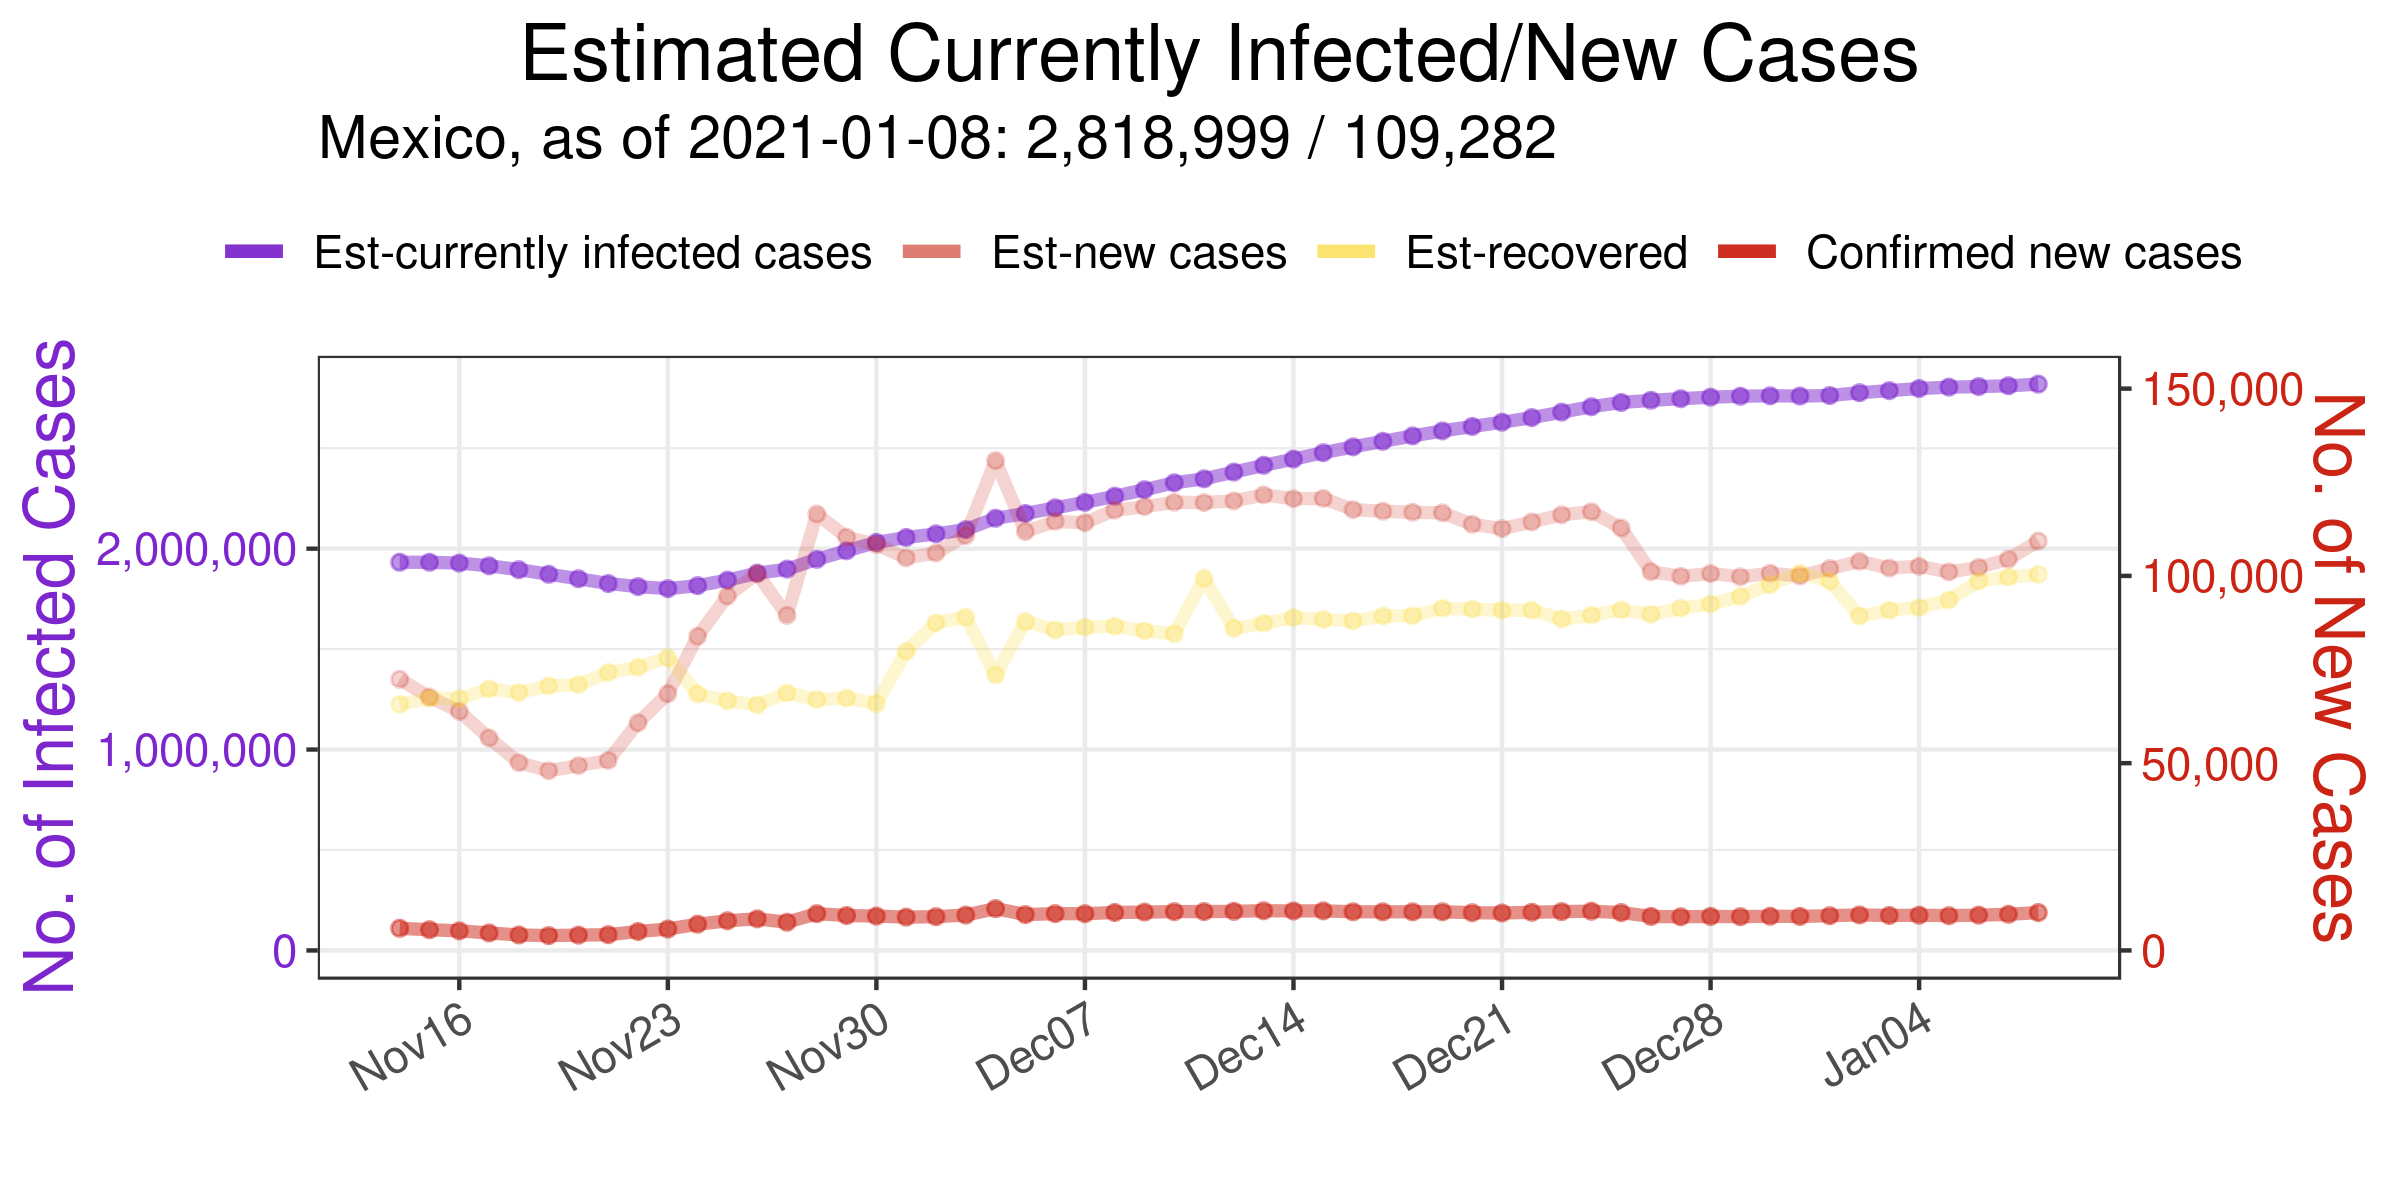 Estimated Currently Infected/New Cases
Mexico, as of 2021-01-08: 2,818,999 / 109,282
Est-currently infected cases Est-new cases Est-recovered Confirmed new cases
No. of Infected Cases
2,000,000
1,000,000
0
150,000
100,000
50,000
0
No. of New Cases
Nov16 Nov23 Nov30 Dec07 Dec14 Dec21 Dec28 Jan04